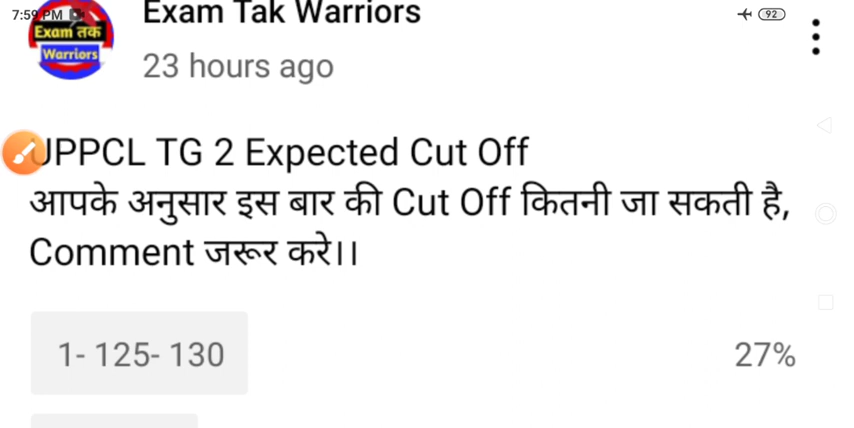 7:59 PM
92
Exam तक
Warriors
Exam Tak Warriors
23 hours ago
UPPCL TG 2 Expected Cut Off
आपके अनुसार इस बार की Cut Off कितनी जा सकती है,
Comment जरूर करे।।
1- 125- 130
27%